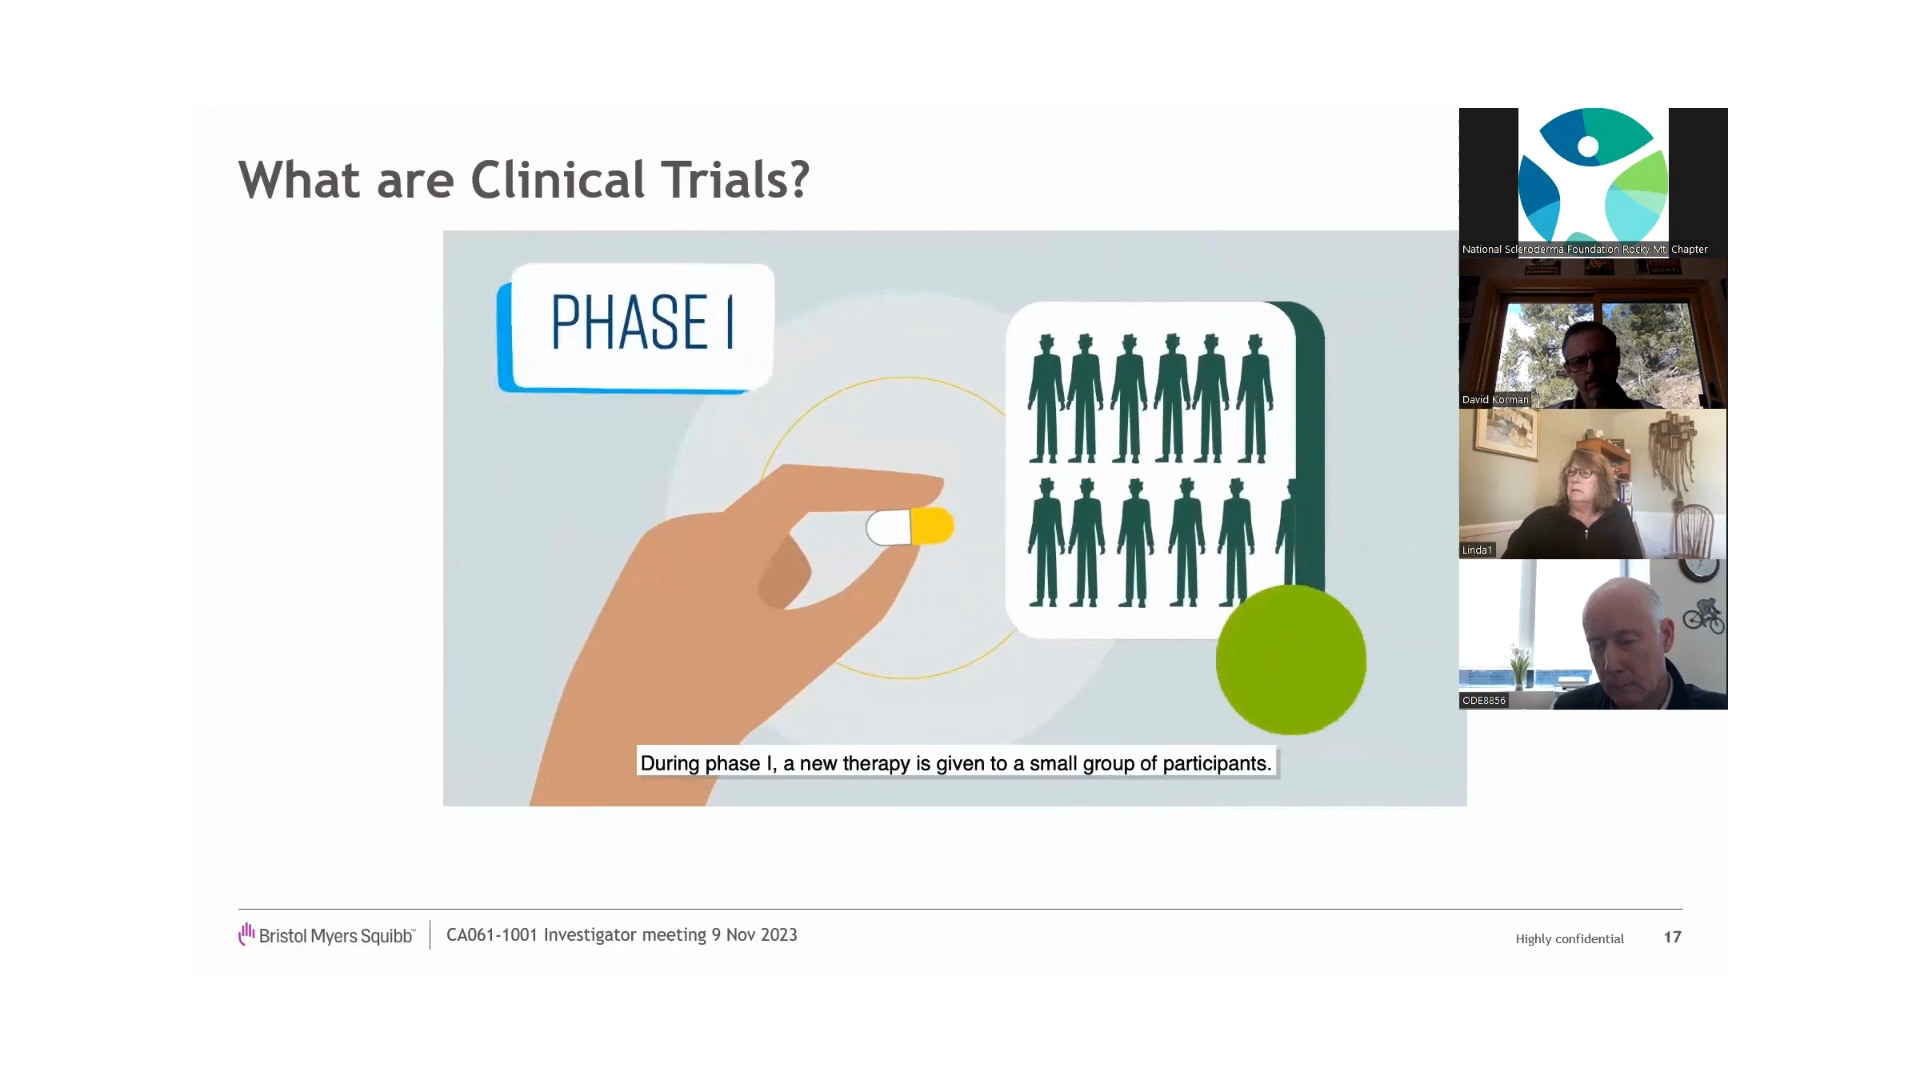 What are Clinical Trials?
PHASE I
During phase I, a new therapy is given to a small group of participants.
National Scleroderma Foundation Rocky Mt. Chapter
David Korman
Linda1
ODE8856
Bristol Myers Squibb™
CA061-1001 Investigator meeting 9 Nov 2023
Highly confidential
17